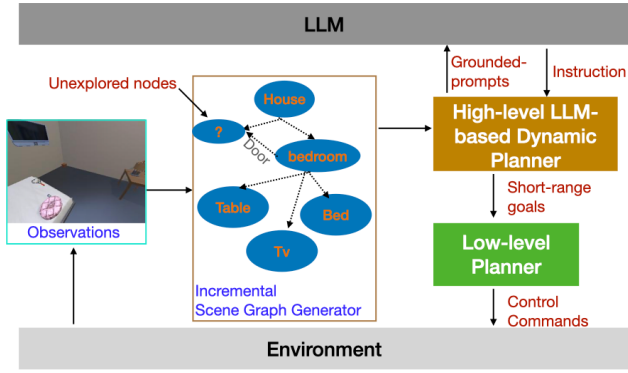 LLM
Unexplored nodes
Grounded-
prompts
Instruction
House
?
Door
bedroom
Table
Bed
Tv
Incremental
Scene Graph Generator
Observations
High-level LLM-
based Dynamic
Planner
Short-range
goals
Low-level
Planner
Control
Commands
Environment